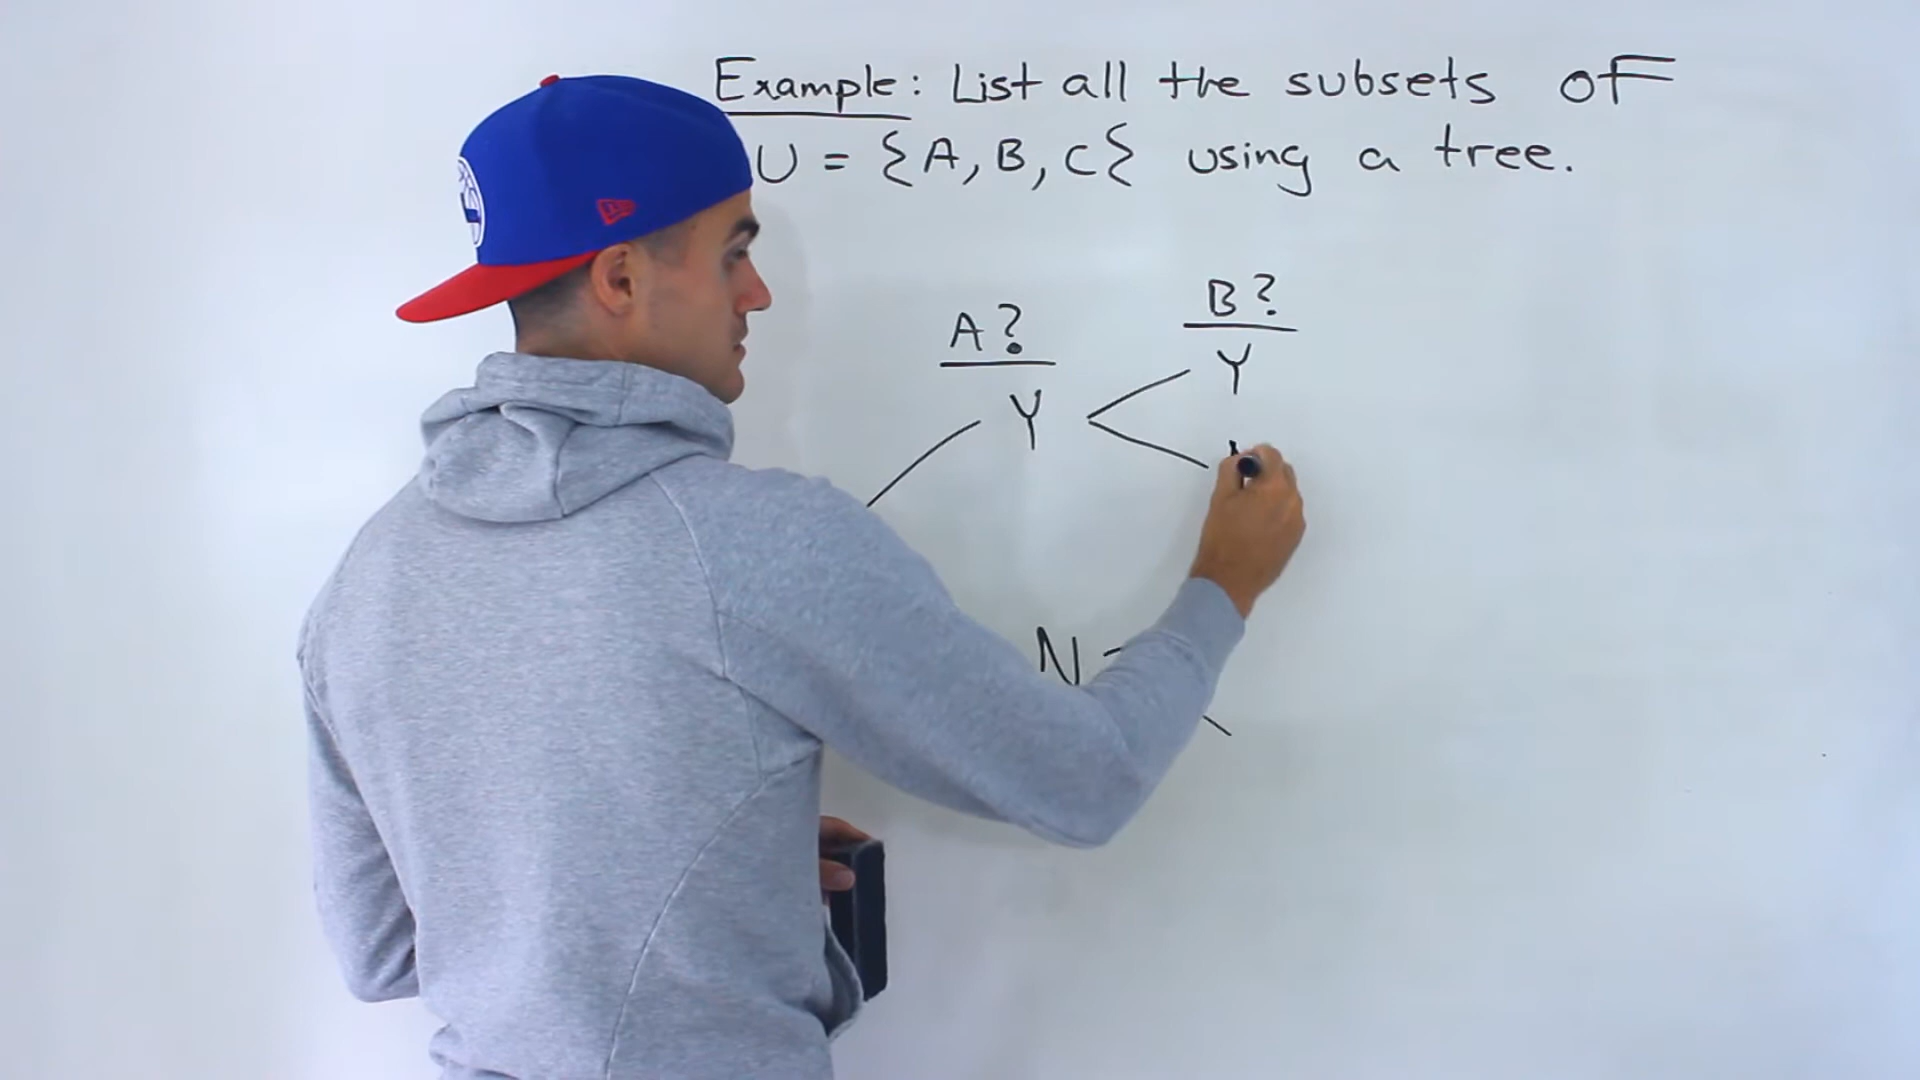 Example: List all the subsets of
U = {A, B, C} using a tree.
B?
A?
Y
Y
N